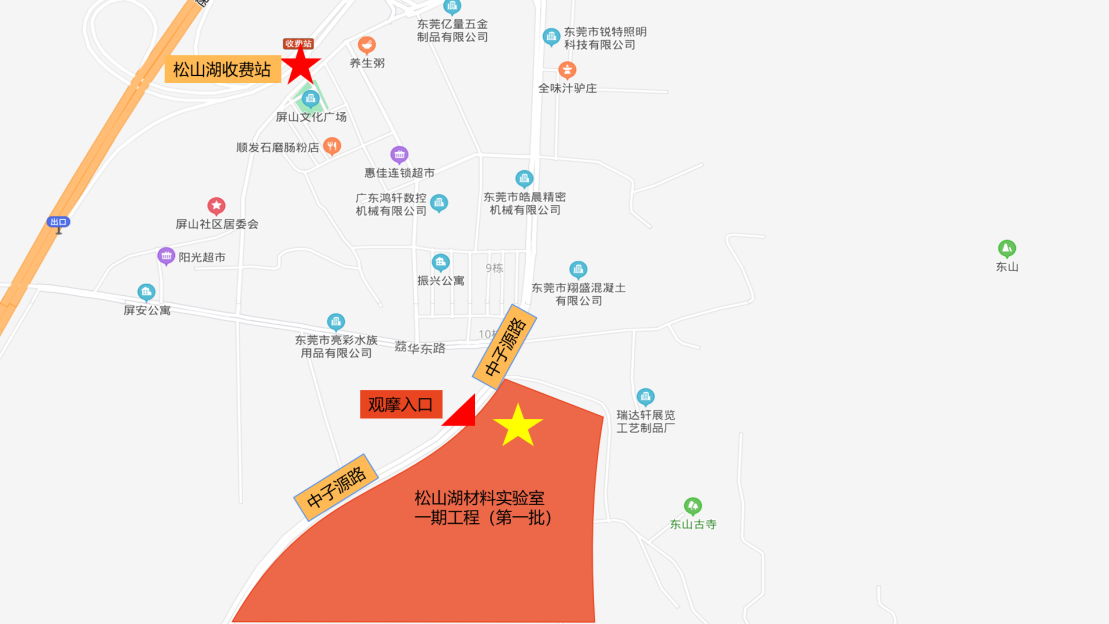 东莞亿量五金
制品有限公司
东莞市锐特照明
科技有限公司
收费站
养生粥
松山湖收费站
全味汁驴庄
屏山文化广场
顺发石磨肠粉店
惠佳连锁超市
广东鸿轩数控
机械有限公司
东莞市皓晨精密
机械有限公司
屏山社区居委会
出口
阳光超市
9栋
东山
振兴公寓
东莞市翔盛混凝土
有限公司
屏安公寓
东莞市亮彩水族
用品有限公司
荔华东路
中子源路
观摩入口
瑞达轩展览
工艺制品厂
中子源路
松山湖材料实验室
一期工程（第一批）
东山古寺